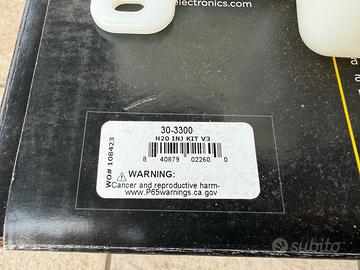 electronics.com
30-3300
H20 INJ KIT V3
WO# 108423
8 40879 02260 0
WARNING:
Cancer and reproductive harm-
www.P65warnings.ca.gov
a
subito